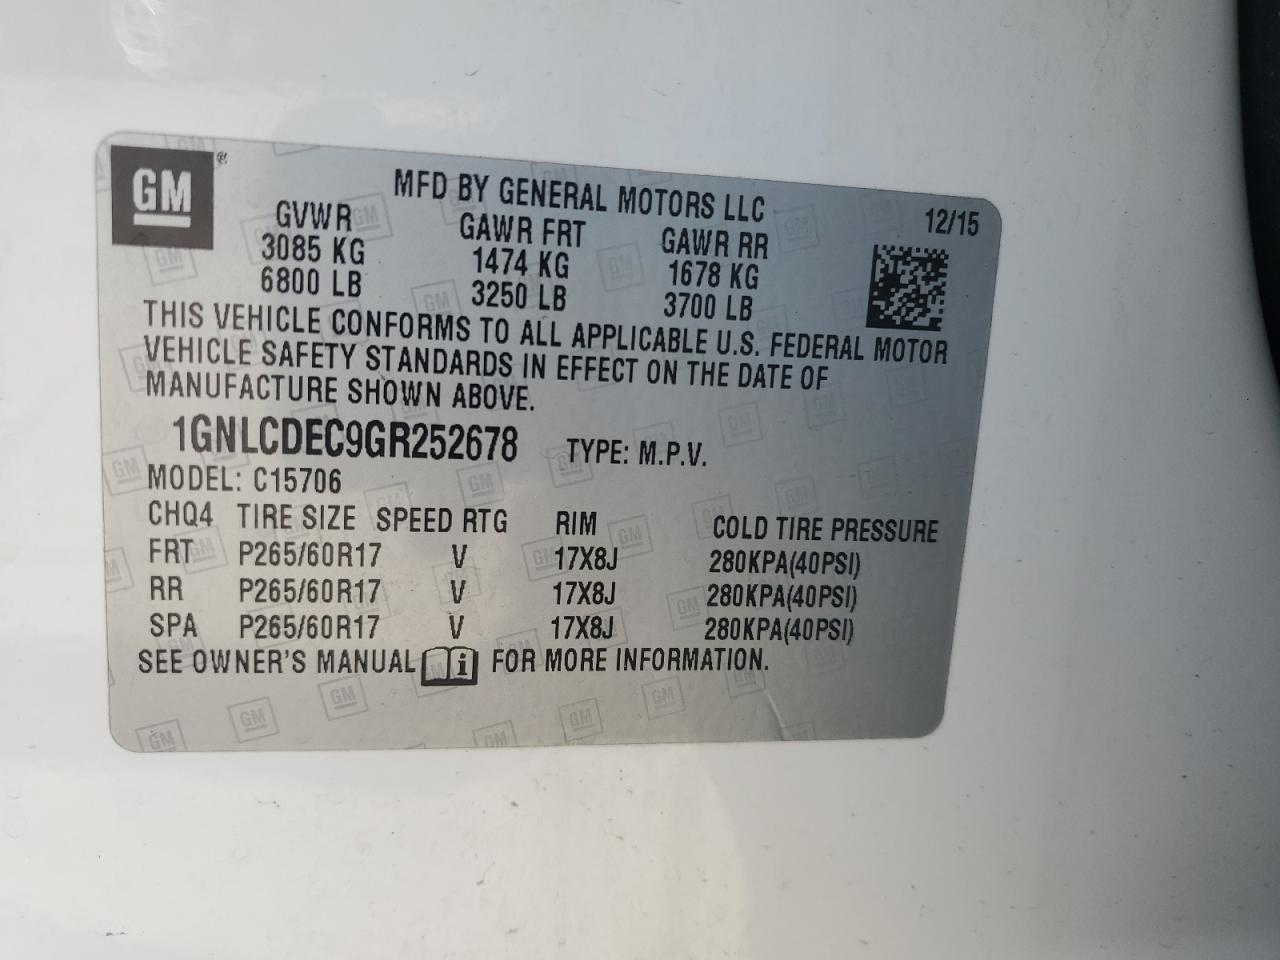 GM ®
MFD BY GENERAL MOTORS LLC 12/15
GVWR GAWR FRT GAWR RR
3085 KG 1474 KG 1678 KG
6800 LB 3250 LB 3700 LB
THIS VEHICLE CONFORMS TO ALL APPLICABLE U.S. FEDERAL MOTOR
VEHICLE SAFETY STANDARDS IN EFFECT ON THE DATE OF
MANUFACTURE SHOWN ABOVE.
1GNLCDEC9GR252678 TYPE: M.P.V.
MODEL: C15706
CHQ4 TIRE SIZE SPEED RTG RIM COLD TIRE PRESSURE
FRT P265/60R17 V 17X8J 280KPA(40PSI)
RR P265/60R17 V 17X8J 280KPA(40PSI)
SPA P265/60R17 V 17X8J 280KPA(40PSI)
SEE OWNER'S MANUAL i FOR MORE INFORMATION.